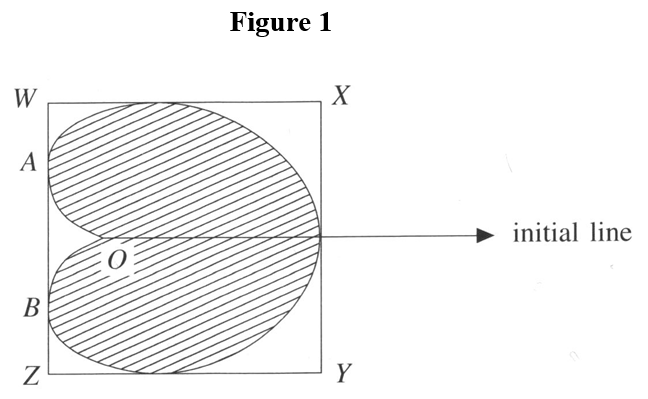 Figure 1
W X
A
initial line
O
B
Z Y